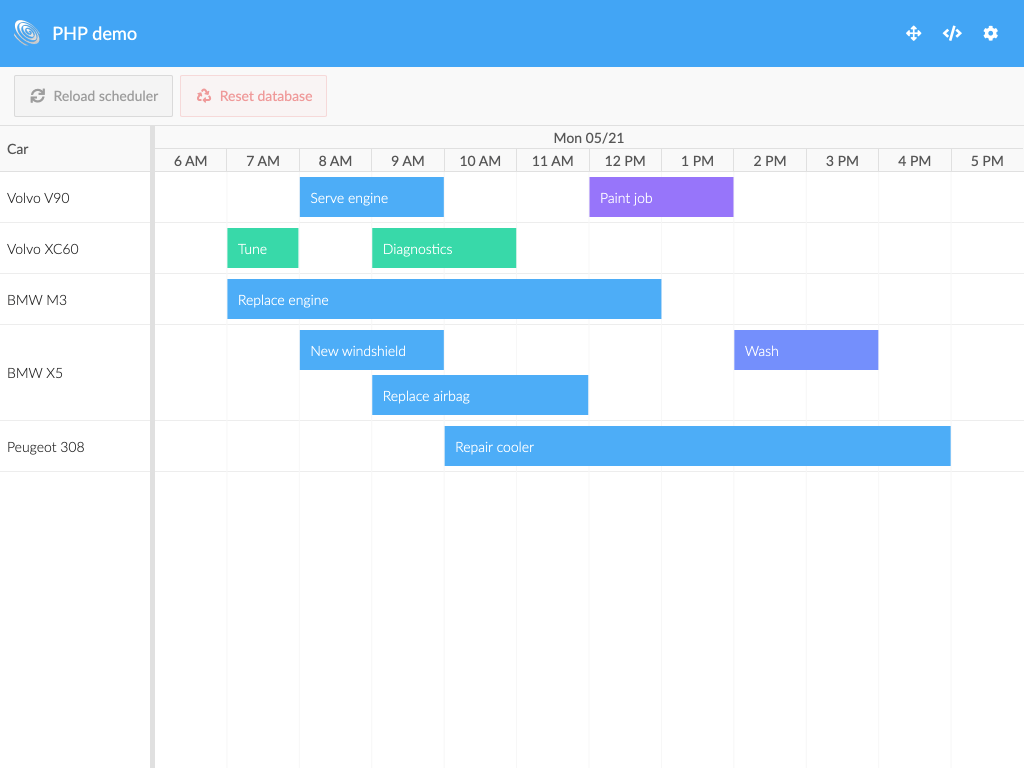 PHP demo
Reload scheduler Reset database
Car
Mon 05/21
6 AM 7 AM 8 AM 9 AM 10 AM 11 AM 12 PM 1 PM 2 PM 3 PM 4 PM 5 PM
Volvo V90 Serve engine Paint job
Volvo XC60 Tune Diagnostics
BMW M3 Replace engine
BMW X5 New windshield Wash
Replace airbag
Peugeot 308 Repair cooler